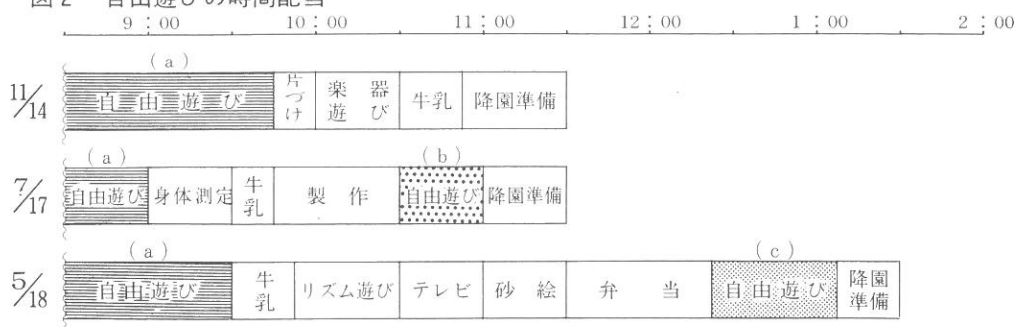 図2 自由遊びの時間配当
9：00 10：00 11：00 12：00 1：00 2：00
(a)
11/14 自由遊び 片づけ 楽器遊び 牛乳 降園準備
(a) (b)
7/17 自由遊び 身体測定 牛乳 製作 自由遊び 降園準備
(a) (c)
5/18 自由遊び 牛乳 リズム遊び テレビ 砂絵 弁当 自由遊び 降園準備